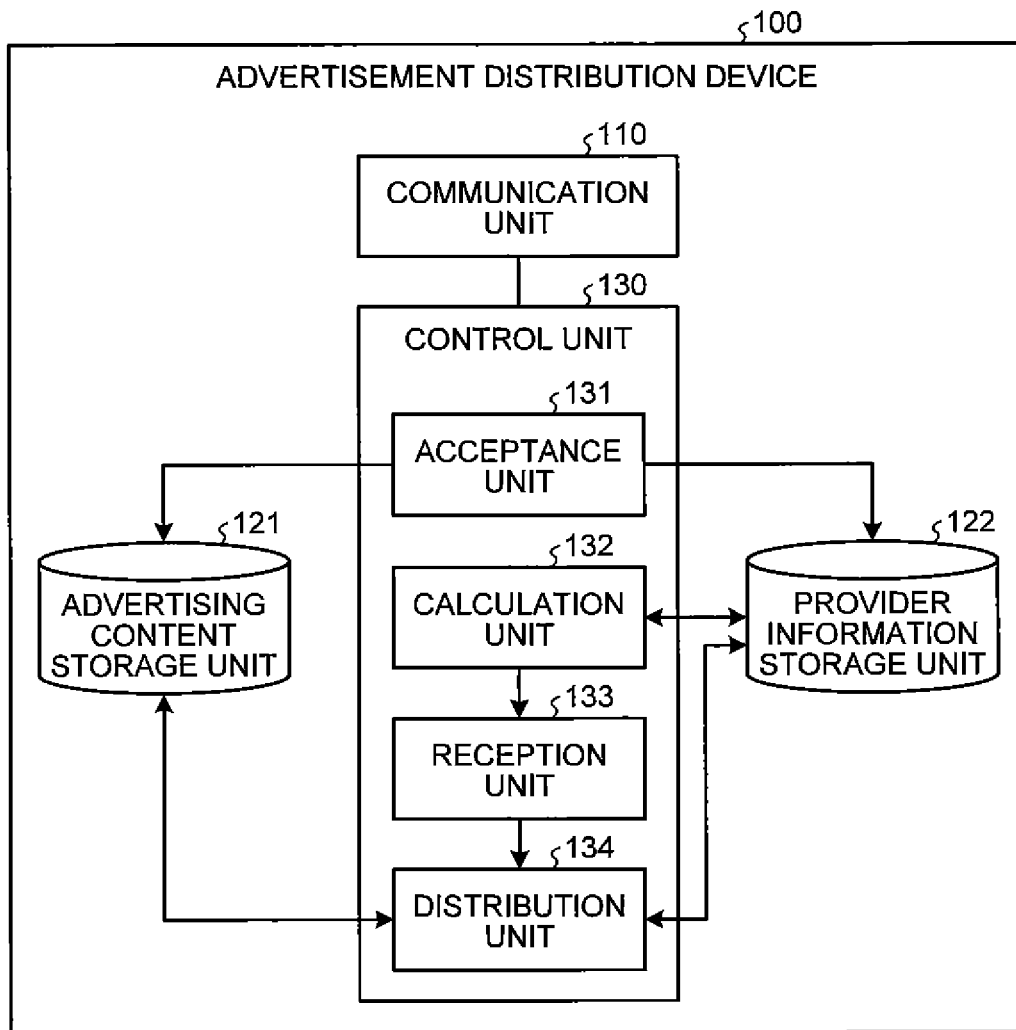 100
ADVERTISEMENT DISTRIBUTION DEVICE
110
COMMUNICATION
UNIT
130
CONTROL UNIT
131
ACCEPTANCE
UNIT
121
ADVERTISING
CONTENT
STORAGE UNIT
132
CALCULATION
UNIT
122
PROVIDER
INFORMATION
STORAGE UNIT
133
RECEPTION
UNIT
134
DISTRIBUTION
UNIT